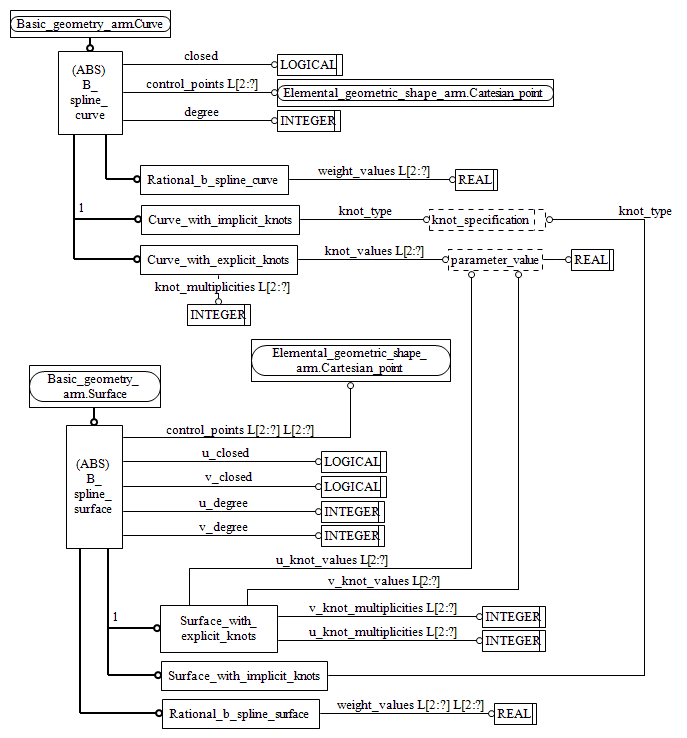 Basic_geometry_arm.Curve
(ABS)
B_
spline_
curve
closed
LOGICAL
control_points L[2:?]
Elemental_geometric_shape_arm.Cartesian_point
degree
INTEGER
Rational_b_spline_curve
weight_values L[2:?]
REAL
1
Curve_with_implicit_knots
knot_type
knot_specification
knot_type
Curve_with_explicit_knots
knot_values L[2:?]
parameter_value
REAL
knot_multiplicities L[2:?]
INTEGER
Elemental_geometric_shape_
arm.Cartesian_point
Basic_geometry_
arm.Surface
(ABS)
B_
spline_
surface
control_points L[2:?] L[2:?]
u_closed
LOGICAL
v_closed
LOGICAL
u_degree
INTEGER
v_degree
INTEGER
u_knot_values L[2:?]
v_knot_values L[2:?]
1
Surface_with_
explicit_knots
v_knot_multiplicities L[2:?]
INTEGER
u_knot_multiplicities L[2:?]
INTEGER
Surface_with_implicit_knots
Rational_b_spline_surface
weight_values L[2:?] L[2:?]
REAL